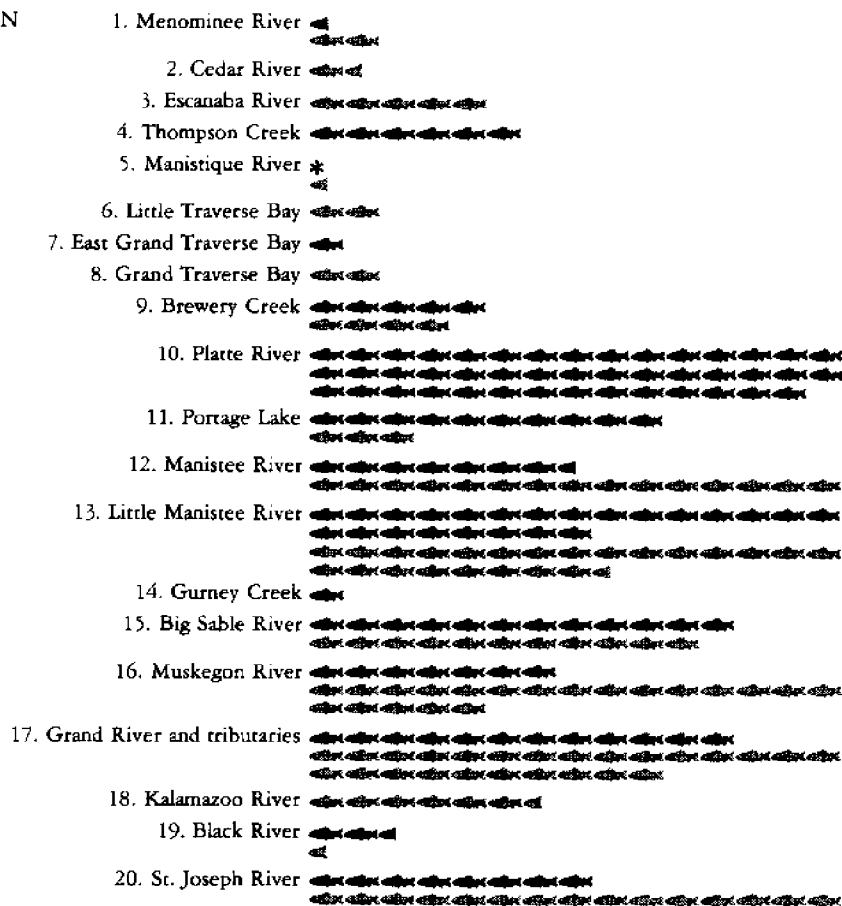 N
1. Menominee River
2. Cedar River
3. Escanaba River
4. Thompson Creek
5. Manistique River *
6. Little Traverse Bay
7. East Grand Traverse Bay
8. Grand Traverse Bay
9. Brewery Creek
10. Platte River
11. Portage Lake
12. Manistee River
13. Little Manistee River
14. Gurney Creek
15. Big Sable River
16. Muskegon River
17. Grand River and tributaries
18. Kalamazoo River
19. Black River
20. St. Joseph River